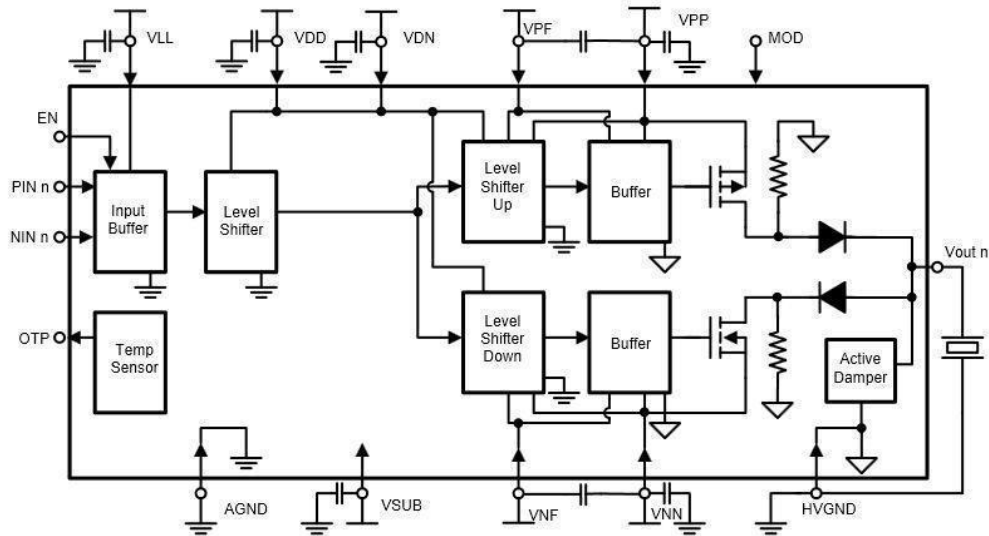 VLL
VDD
VDN
VPF
VPP
MOD
EN
PIN n
NIN n
OTP
Input
Buffer
Level
Shifter
Level
Shifter
Up
Buffer
Vout n
Temp
Sensor
Level
Shifter
Down
Buffer
Active
Damper
AGND
VSUB
VNF
VNN
HVGND